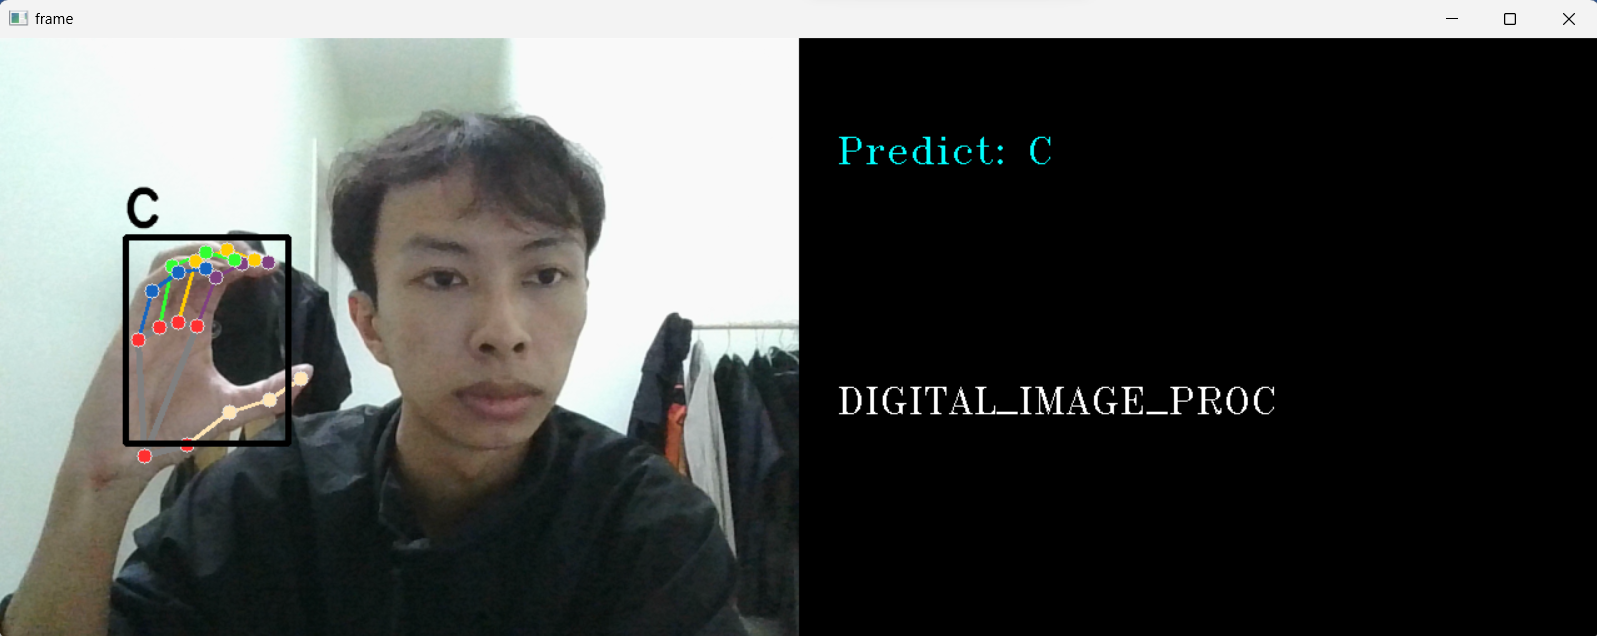 frame
C
Predict: C
DIGITAL_IMAGE_PROC